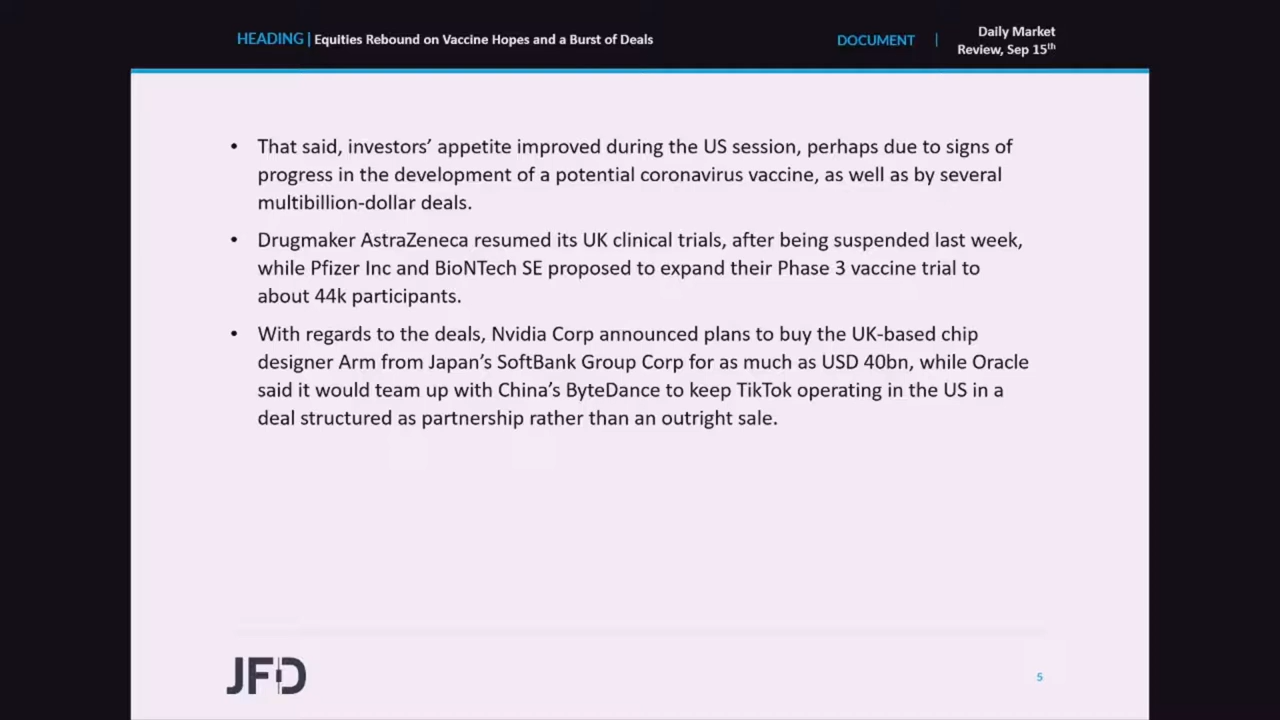 HEADING | Equities Rebound on Vaccine Hopes and a Burst of Deals
DOCUMENT | Daily Market
Review, Sep 15th
• That said, investors’ appetite improved during the US session, perhaps due to signs of
progress in the development of a potential coronavirus vaccine, as well as by several
multibillion-dollar deals.
• Drugmaker AstraZeneca resumed its UK clinical trials, after being suspended last week,
while Pfizer Inc and BioNTech SE proposed to expand their Phase 3 vaccine trial to
about 44k participants.
• With regards to the deals, Nvidia Corp announced plans to buy the UK-based chip
designer Arm from Japan’s SoftBank Group Corp for as much as USD 40bn, while Oracle
said it would team up with China’s ByteDance to keep TikTok operating in the US in a
deal structured as partnership rather than an outright sale.
JFD
5